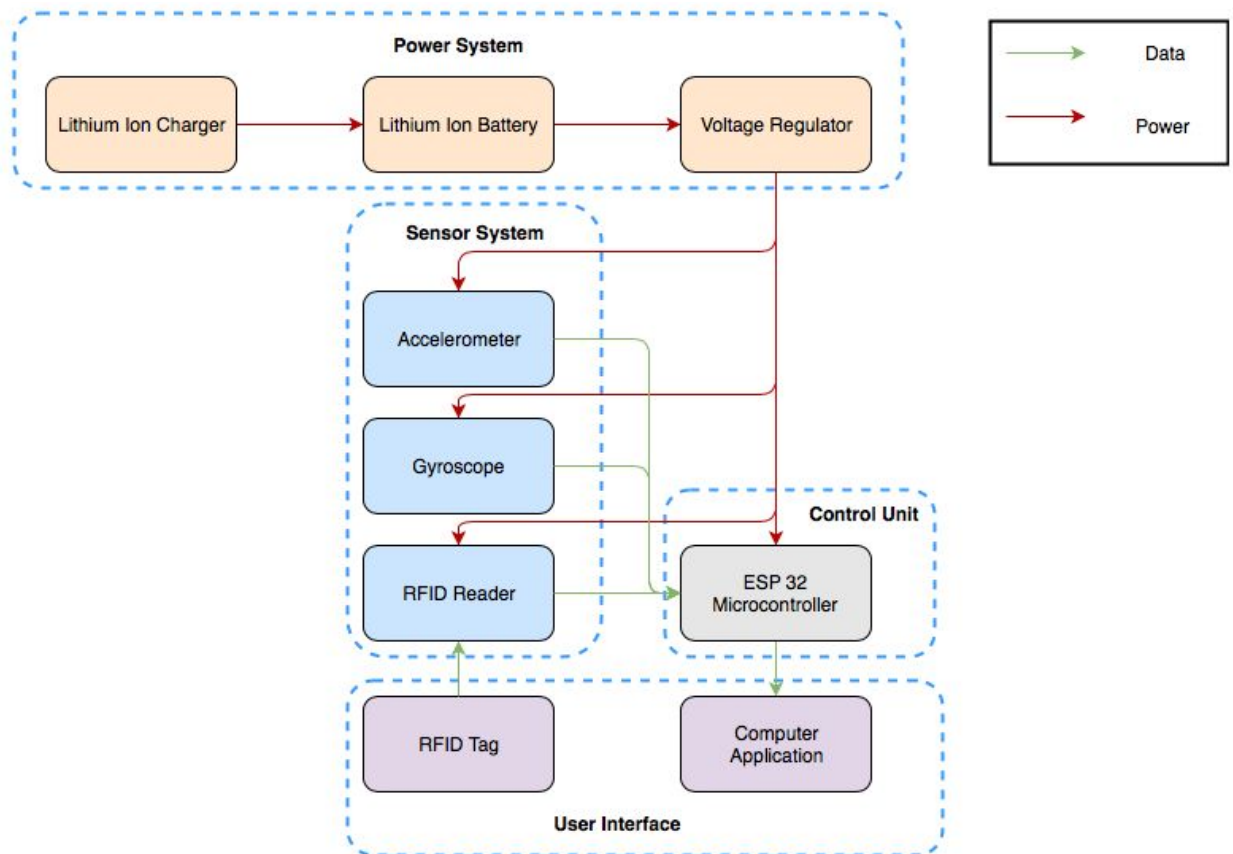 Power System
Lithium Ion Charger
Lithium Ion Battery
Voltage Regulator
Data
Power
Sensor System
Accelerometer
Gyroscope
RFID Reader
Control Unit
ESP 32
Microcontroller
RFID Tag
Computer
Application
User Interface